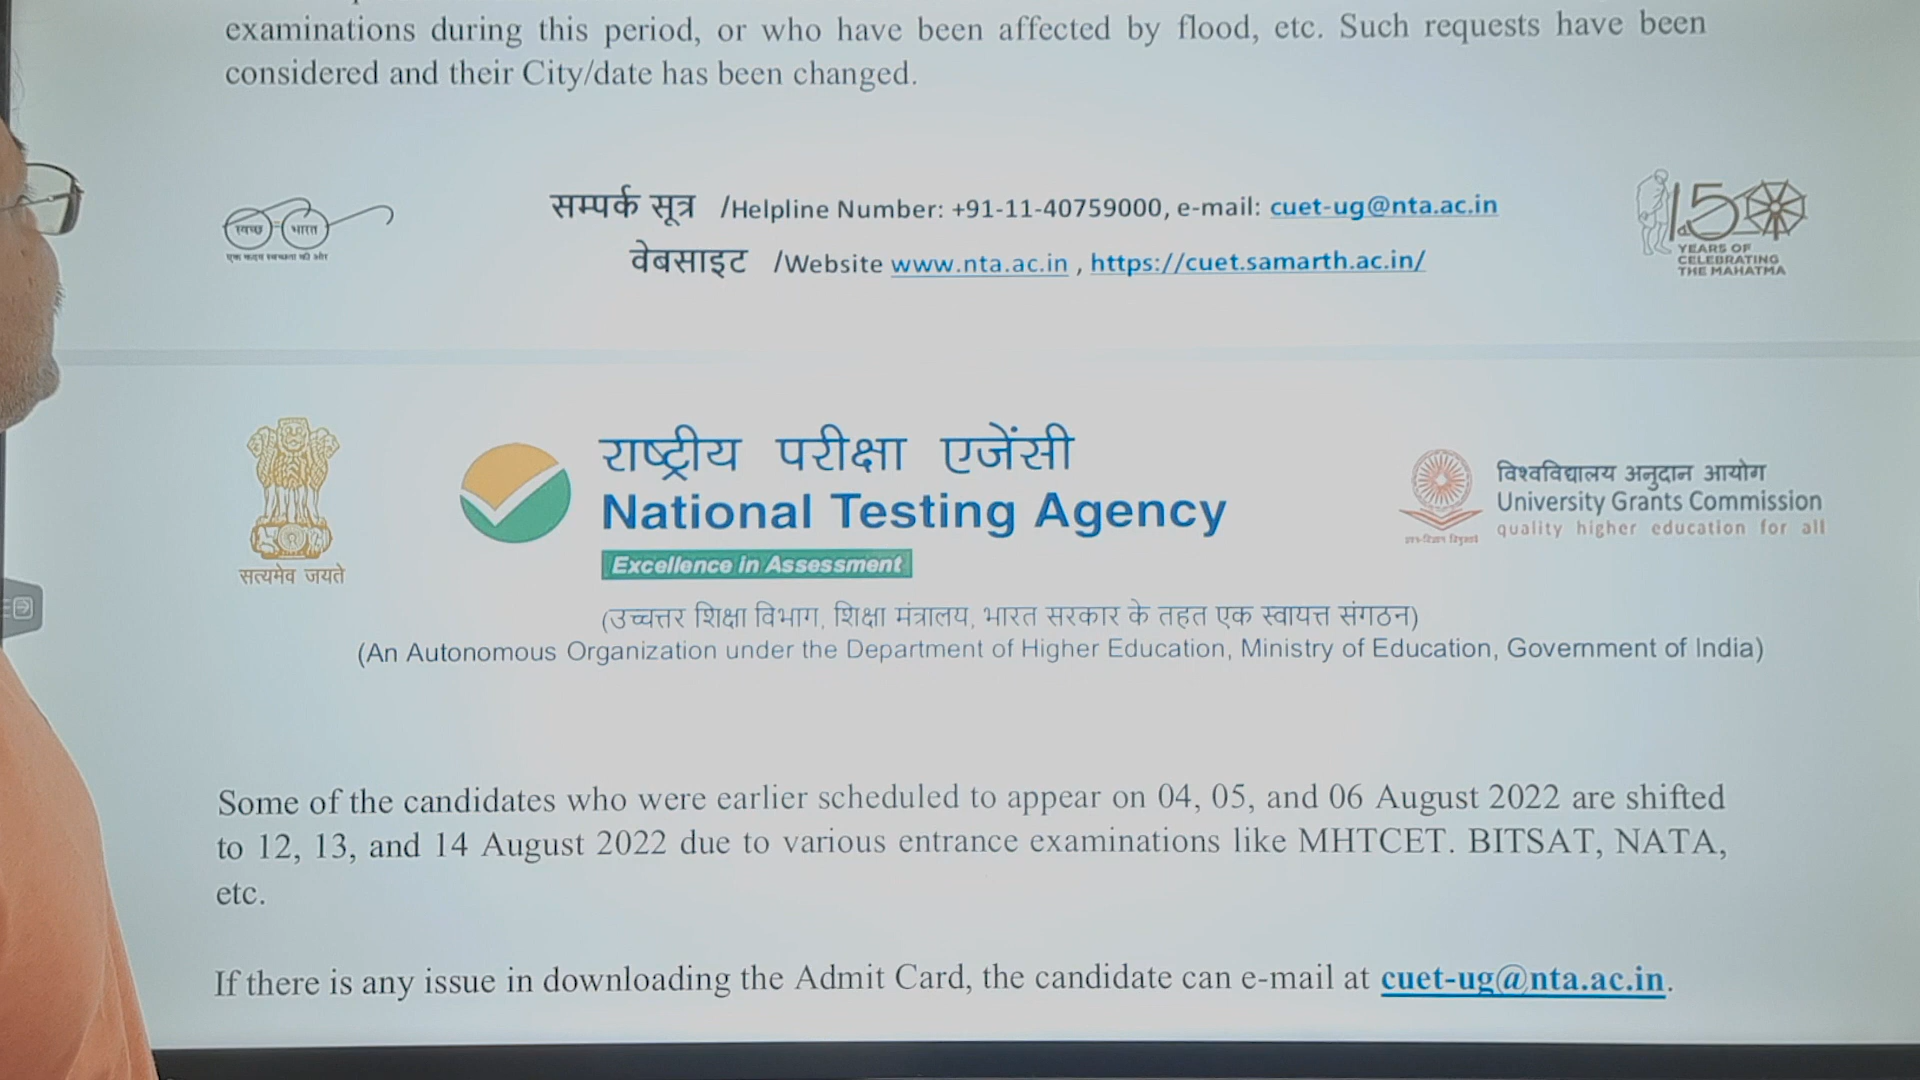 examinations during this period, or who have been affected by flood, etc. Such requests have been
considered and their City/date has been changed.
स्वच्छ भारत
एक कदम स्वच्छता की ओर
सम्पर्क सूत्र /Helpline Number: +91-11-40759000, e-mail: cuet-ug@nta.ac.in
वेबसाइट /Website www.nta.ac.in , https://cuet.samarth.ac.in/
150
YEARS OF
CELEBRATING
THE MAHATMA
सत्यमेव जयते
राष्ट्रीय परीक्षा एजेंसी
National Testing Agency
Excellence in Assessment
विश्वविद्यालय अनुदान आयोग
University Grants Commission
quality higher education for all
(उच्चत्तर शिक्षा विभाग, शिक्षा मंत्रालय, भारत सरकार के तहत एक स्वायत्त संगठन)
(An Autonomous Organization under the Department of Higher Education, Ministry of Education, Government of India)
Some of the candidates who were earlier scheduled to appear on 04, 05, and 06 August 2022 are shifted
to 12, 13, and 14 August 2022 due to various entrance examinations like MHTCET. BITSAT, NATA,
etc.
If there is any issue in downloading the Admit Card, the candidate can e-mail at cuet-ug@nta.ac.in.